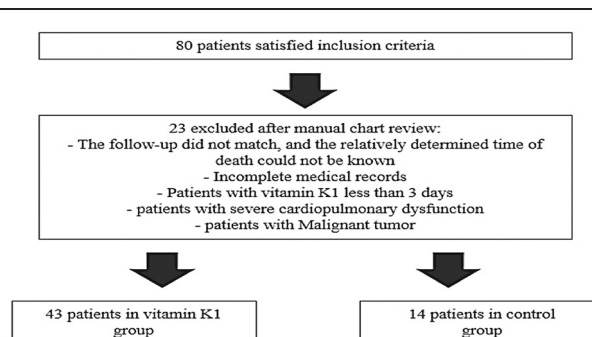 80 patients satisfied inclusion criteria
23 excluded after manual chart review:
- The follow-up did not match, and the relatively determined time of
death could not be known
- Incomplete medical records
- Patients with vitamin K1 less than 3 days
- patients with severe cardiopulmonary dysfunction
- patients with Malignant tumor
43 patients in vitamin K1
group
14 patients in control
group